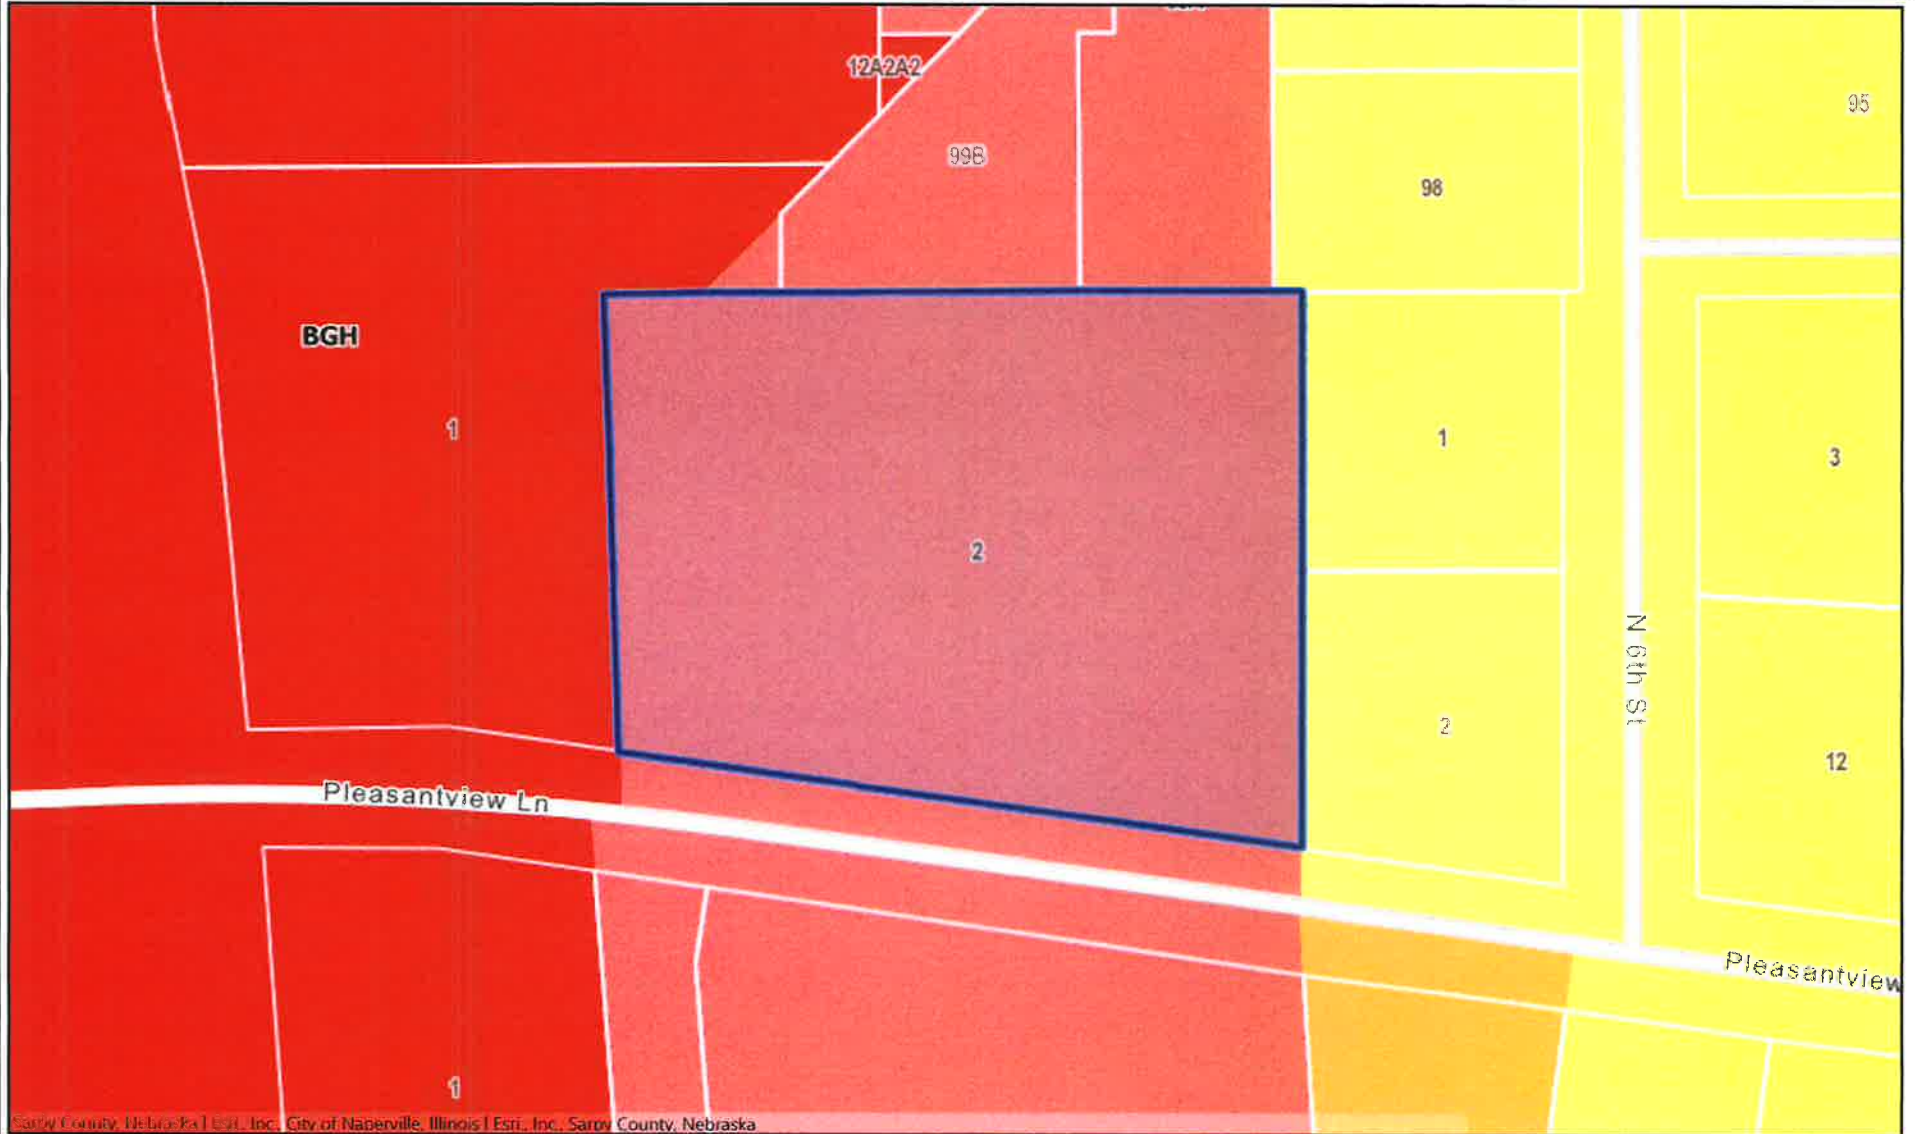 12A2A2
95
99B
98
BGH
1
1
3
2
N 6th St
2
12
Pleasantview Ln
Pleasantview
1
Sarpy County, Nebraska | Esri., Inc., City of Naperville, Illinois | Esri., Inc., Sarpy County, Nebraska